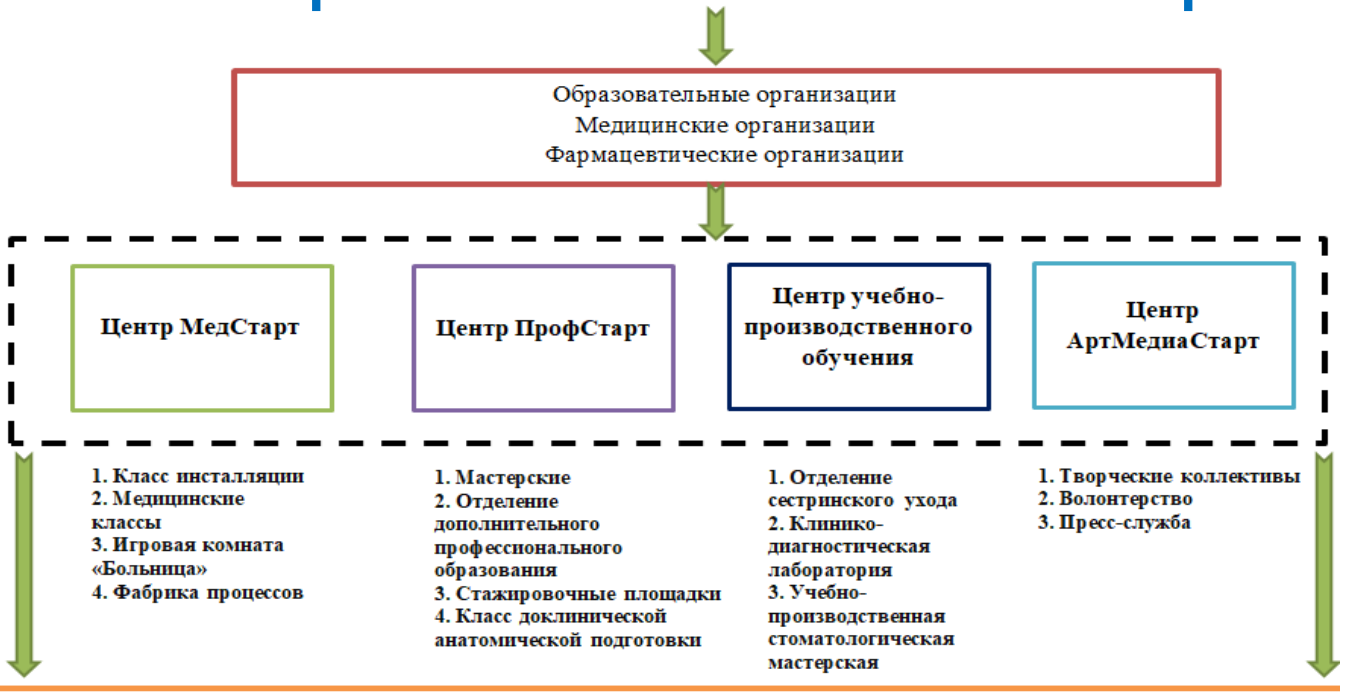 Образовательные организации
Медицинские организации
Фармацевтические организации
Центр МедСтарт
Центр ПрофСтарт
Центр учебно-
производственного
обучения
Центр
АртМедиаСтарт
1. Класс инсталляции
2. Медицинские
классы
3. Игровая комната
«Больница»
4. Фабрика процессов
1. Мастерские
2. Отделение
дополнительного
профессионального
образования
3. Стажировочные площадки
4. Класс доклинической
анатомической подготовки
1. Отделение
сестринского ухода
2. Клинико-
диагностическая
лаборатория
3. Учебно-
производственная
стоматологическая
мастерская
1. Творческие коллективы
2. Волонтерство
3. Пресс-служба